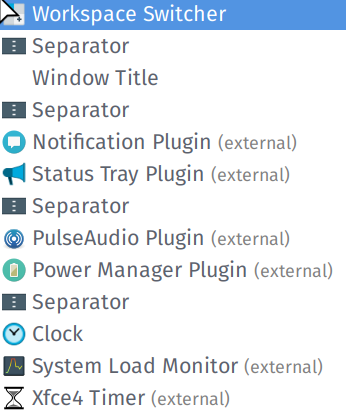 Workspace Switcher
Separator
Window Title
Separator
Notification Plugin (external)
Status Tray Plugin (external)
Separator
PulseAudio Plugin (external)
Power Manager Plugin (external)
Separator
Clock
System Load Monitor (external)
Xfce4 Timer (external)